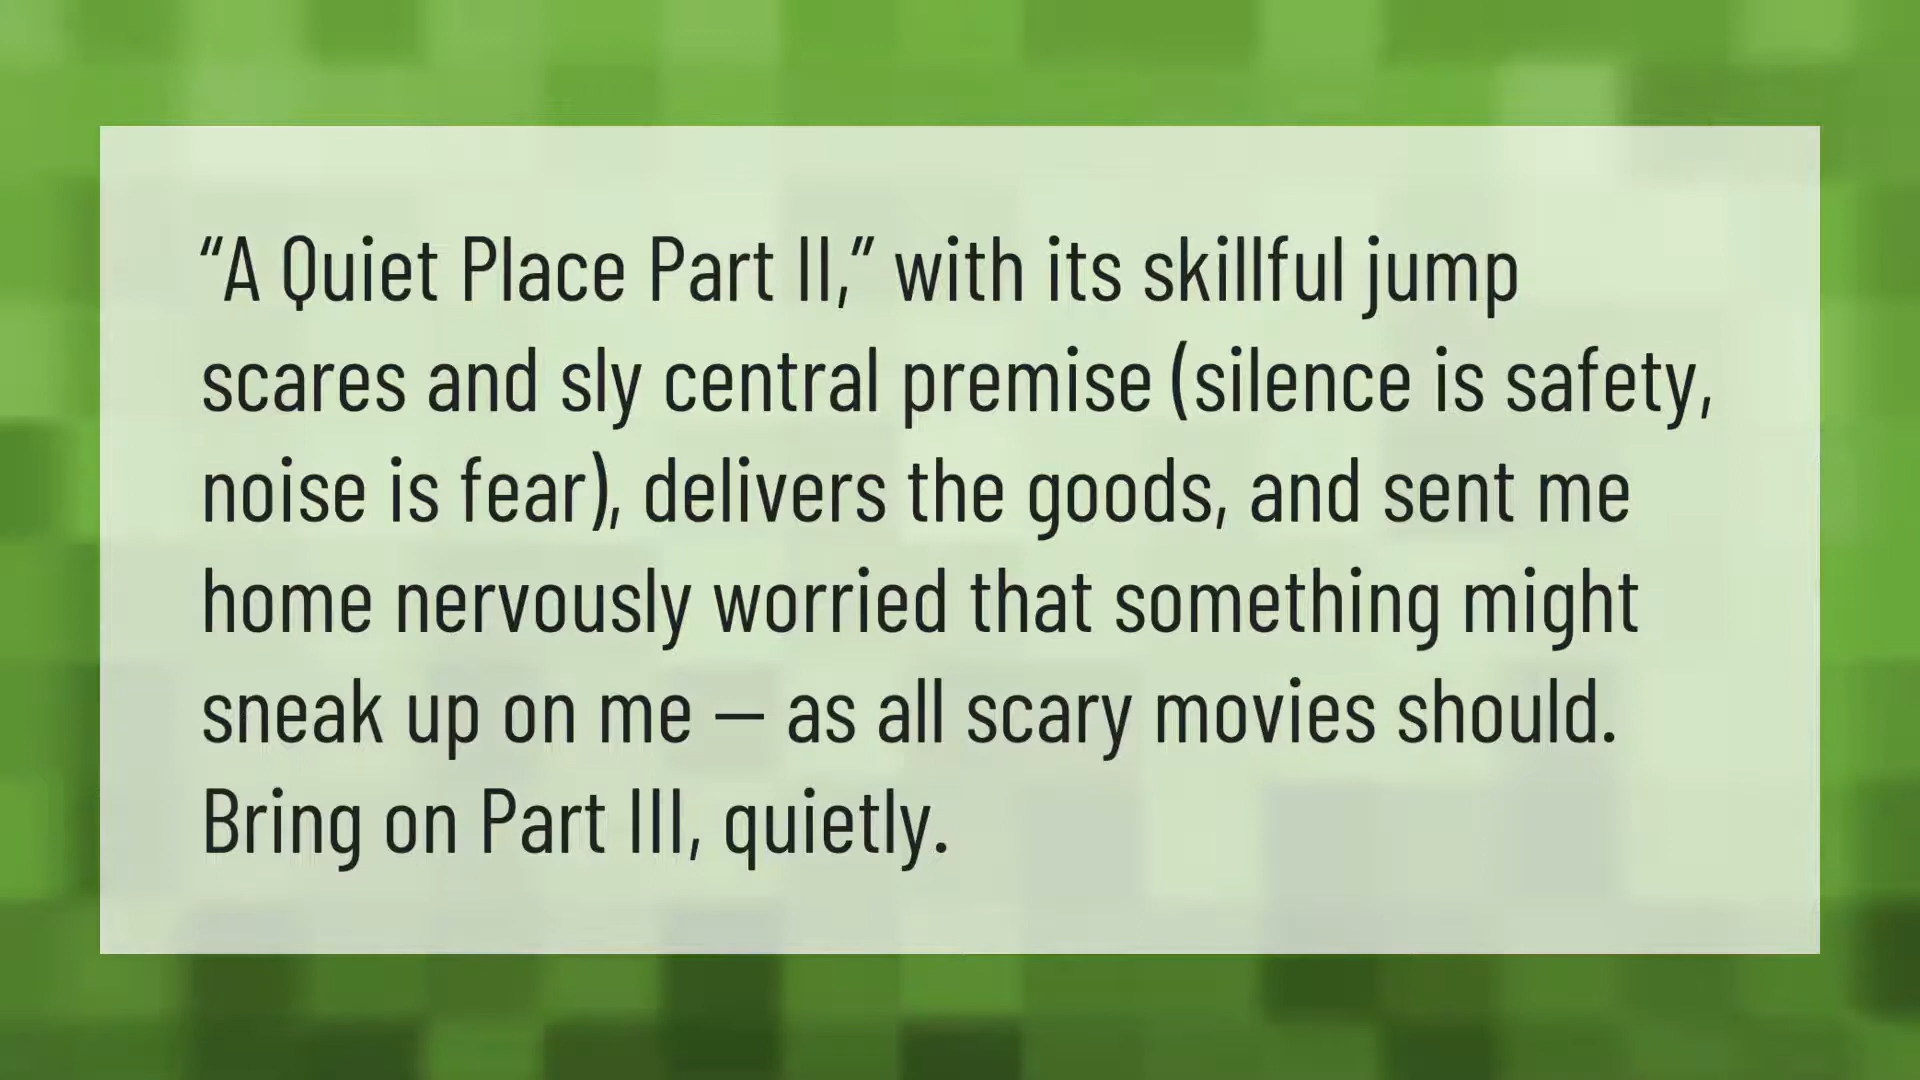 “A Quiet Place Part II,” with its skillful jump
scares and sly central premise (silence is safety,
noise is fear), delivers the goods, and sent me
home nervously worried that something might
sneak up on me — as all scary movies should.
Bring on Part III, quietly.